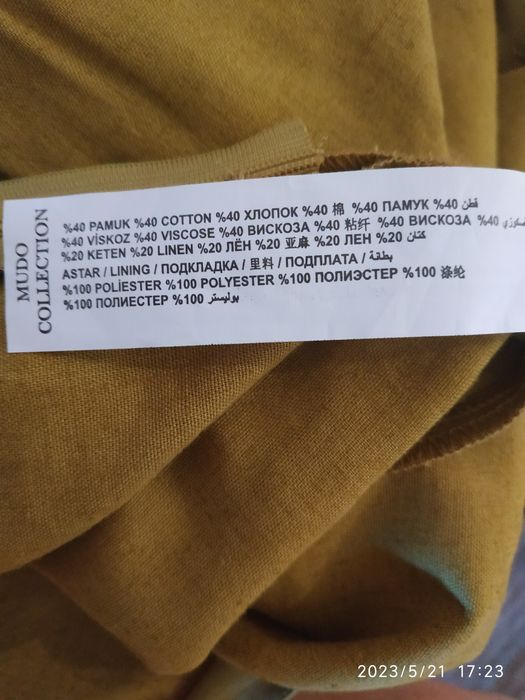 MUDO
COLLECTION
%40 PAMUK %40 COTTON %40 ХЛОПОК %40 棉 %40 ПАМУК %40 قطن
%40 VİSKOZ %40 VISCOSE %40 ВИСКОЗА %40 粘纤 %40 ВИСКОЗА %40
%20 KETEN %20 LINEN %20 ЛЁН %20 亚麻 %20 ЛЕН %20 كتان
ASTAR / LINING / ПОДКЛАДКА / 里料 / ПОДПЛАТА / بطانة
%100 POLİESTER %100 POLYESTER %100 ПОЛИЭСТЕР %100 涤纶
%100 ПОЛИЕСТЕР %100 بوليستر
2023/5/21 17:23